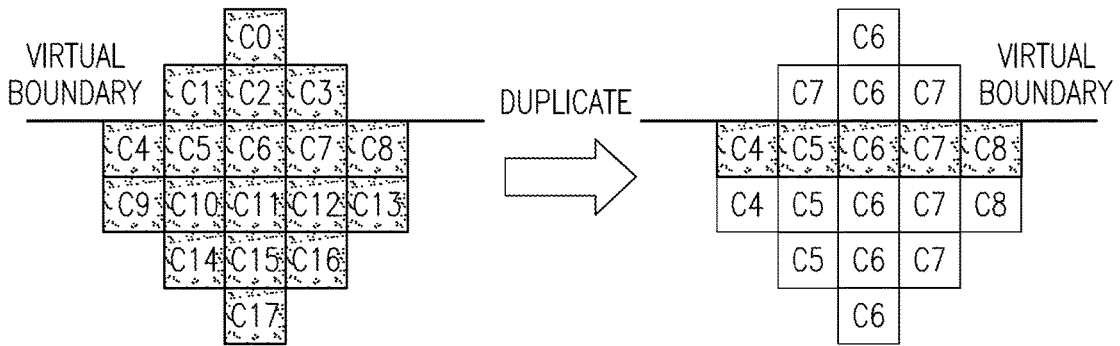 VIRTUAL
BOUNDARY
C0
C1 C2 C3
C4 C5 C6 C7 C8
C9 C10 C11 C12 C13
C14 C15 C16
C17
DUPLICATE
VIRTUAL
BOUNDARY
C6
C7 C6 C7
C4 C5 C6 C7 C8
C4 C5 C6 C7 C8
C5 C6 C7
C6